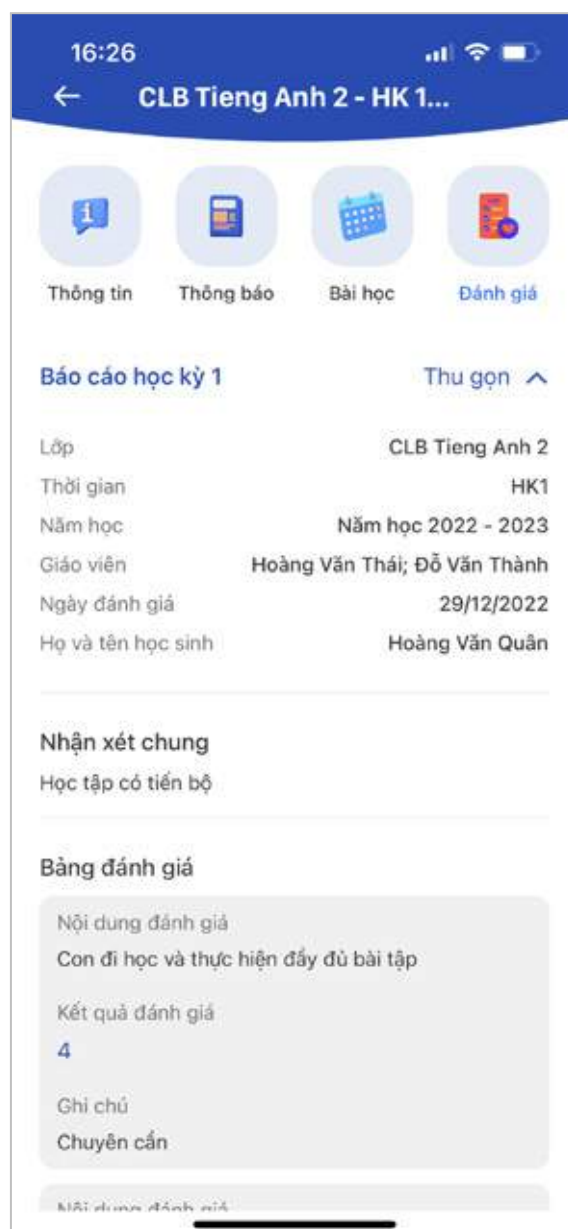 16:26
CLB Tieng Anh 2 - HK 1...
Thông tin Thông báo Bài học Đánh giá
Báo cáo học kỳ 1 Thu gọn
Lớp CLB Tieng Anh 2
Thời gian HK1
Năm học Năm học 2022 - 2023
Giáo viên Hoàng Văn Thái; Đỗ Văn Thành
Ngày đánh giá 29/12/2022
Họ và tên học sinh Hoàng Văn Quân
Nhận xét chung
Học tập có tiến bộ
Bảng đánh giá
Nội dung đánh giá
Con đi học và thực hiện đầy đủ bài tập
Kết quả đánh giá
4
Ghi chú
Chuyên cần
Nội dung đánh giá